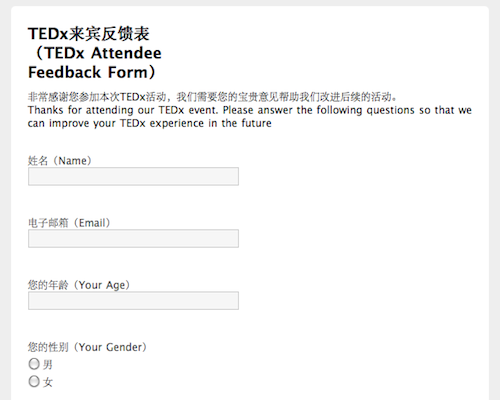 TEDx来宾反馈表
（TEDx Attendee
Feedback Form）
非常感谢您参加本次TEDx活动，我们需要您的宝贵意见帮助我们改进后续的活动。
Thanks for attending our TEDx event. Please answer the following questions so that we
can improve your TEDx experience in the future
姓名（Name）
电子邮箱（Email）
您的年龄（Your Age）
您的性别（Your Gender）
男
女